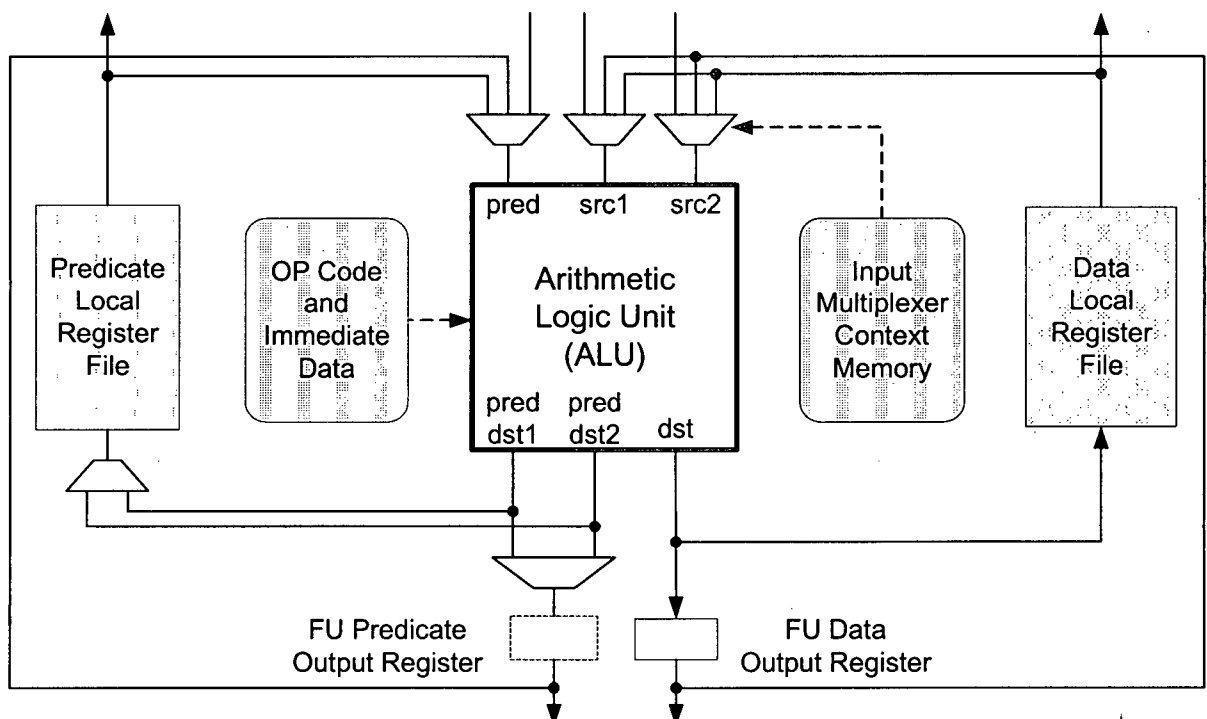 pred
src1
src2
Predicate
Local
Register
File
OP Code
and
Immediate
Data
Arithmetic
Logic Unit
(ALU)
Input
Multiplexer
Context
Memory
Data
Local
Register
File
pred
dst1
pred
dst2
dst
FU Predicate
Output Register
FU Data
Output Register